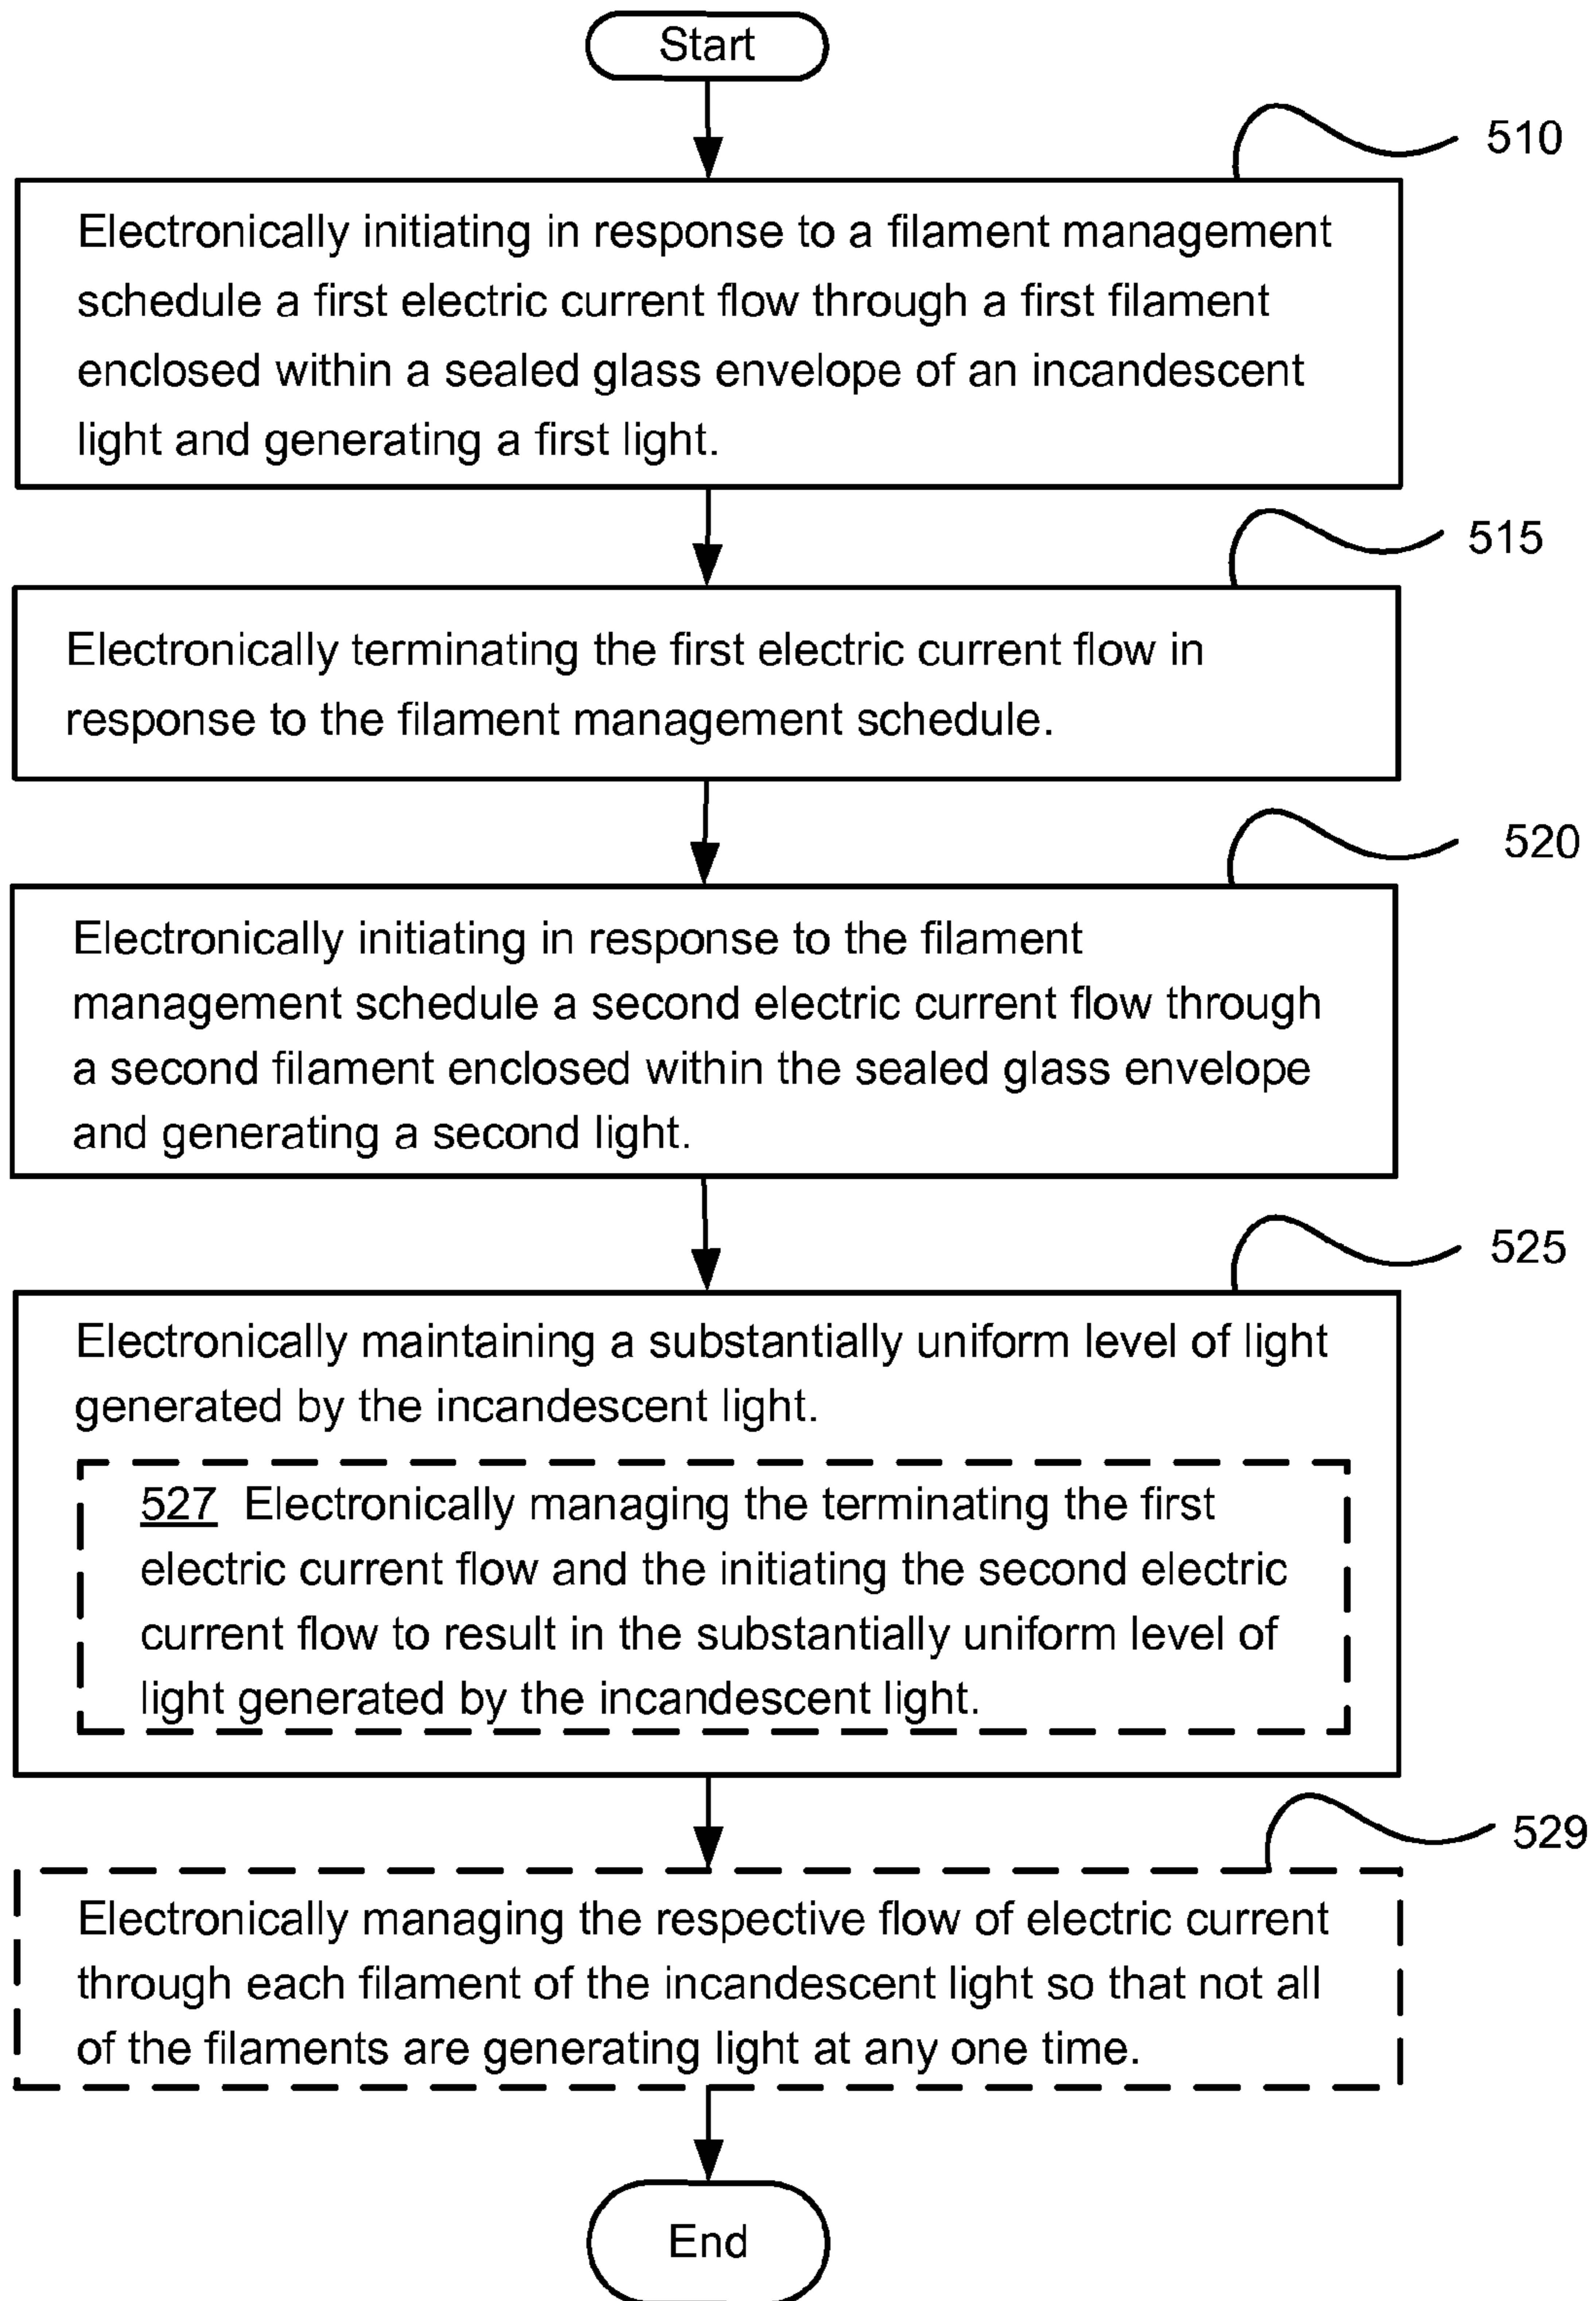 Start
510
Electronically initiating in response to a filament management
schedule a first electric current flow through a first filament
enclosed within a sealed glass envelope of an incandescent
light and generating a first light.
515
Electronically terminating the first electric current flow in
response to the filament management schedule.
520
Electronically initiating in response to the filament
management schedule a second electric current flow through
a second filament enclosed within the sealed glass envelope
and generating a second light.
525
Electronically maintaining a substantially uniform level of light
generated by the incandescent light.
527 Electronically managing the terminating the first
electric current flow and the initiating the second electric
current flow to result in the substantially uniform level of
light generated by the incandescent light.
529
Electronically managing the respective flow of electric current
through each filament of the incandescent light so that not all
of the filaments are generating light at any one time.
End